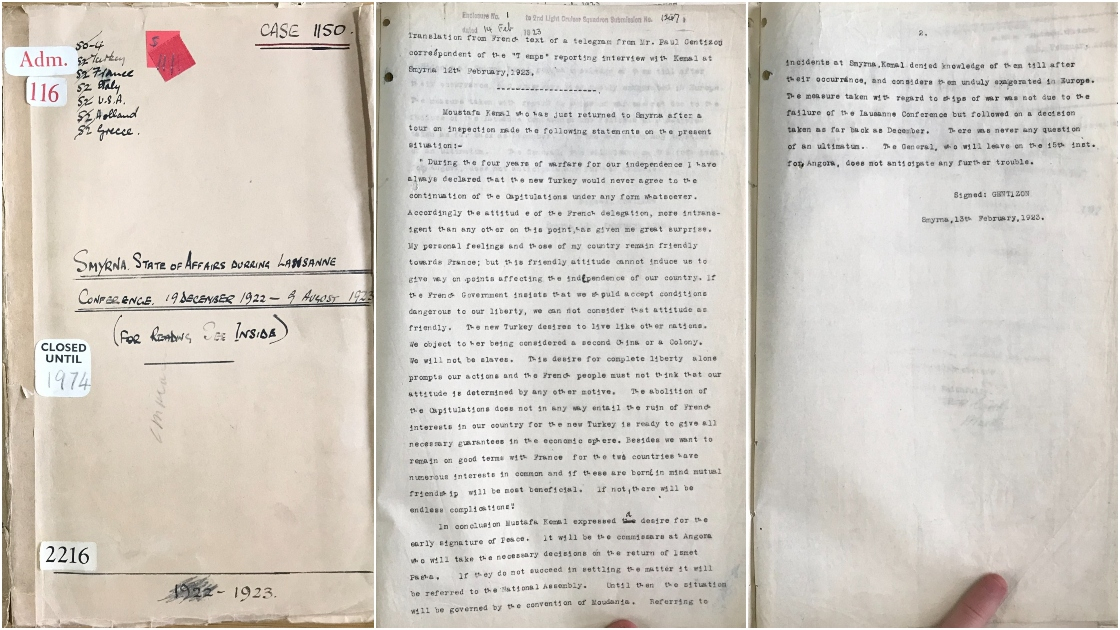 CASE 1150.
Adm.
116
S2 Turkey
S2 France
S2 Italy
S2 U.S.A.
S2 Holland
S2 Greece.
SMYRNA. STATE OF AFFAIRS DURRING LAUSANNE
CONFERENCE. 19 DECEMBER 1922 — 9 AUGUST 1923
(FOR READING SEE INSIDE)
CLOSED
UNTIL
1974
2216
1922 - 1923.
Enclosure No. 1 to 2nd Light Cruiser Squadron Submission No.
dated 14 Feb 1923
Translation from French text of a telegram from Mr. Paul Gentizon
correspondent of the "Temps" reporting interview with Kemal at
Smyrna 12th February,1923.
Moustafa Kemal who has just returned to Smyrna after a
tour on inspection made the following statements on the present
situation:-
" During the four years of warfare for our independence I have
always declared that the new Turkey would never agree to the
continuation of the Capitulations under any form whatsoever.
Accordingly the attitud e of the French delegation, more intrans-
igent than any other on this point,has given me great surprise.
My personal feelings and those of my country remain friendly
towards France; but this friendly attitude cannot induce us to
give way on points affecting the independence of our country. If
the French Government insists that we should accept conditions
dangerous to our liberty, we can not consider that attitude as
friendly. The new Turkey desires to live like other nations.
We object to her being considered a second China or a Colony.
We will not be slaves. This desire for complete liberty alone
prompts our actions and the French people must not think that our
attitude is determined by any other motive. The abolition of
the Capitulations does not in any way entail the ruin of French
interests in our country for the new Turkey is ready to give all
necessary guarantees in the economic sphere. Besides we want to
remain on good terms with France for the two countries have
numerous interests in common and if these are born in mind mutual
friendship will be most beneficial. If not,there will be
endless complications?
In conclusion Mustafa Kemal expressed a desire for the
early signature of Peace. It will be the commissars at Angora
who will take the necessary decisions on the return of Ismet
Pasha. If they do not succeed in settling the matter it will
be referred to the National Assembly. Until then the situation
will be governed by the convention of Moudania. Referring to
2.
incidents at Smyrna,Kemal denied knowledge of them till after
their occurrence, and considers them unduly exagerated in Europe.
The measure taken with regard to ships of war was not due to the
failure of the Lausanne Conference but followed on a decision
taken as far back as December. There was never any question
of an ultimatum. The General, who will leave on the 15th inst.
for Angora, does not anticipate any further trouble.
Signed: GENTIZON
Smyrna,13th February,1923.